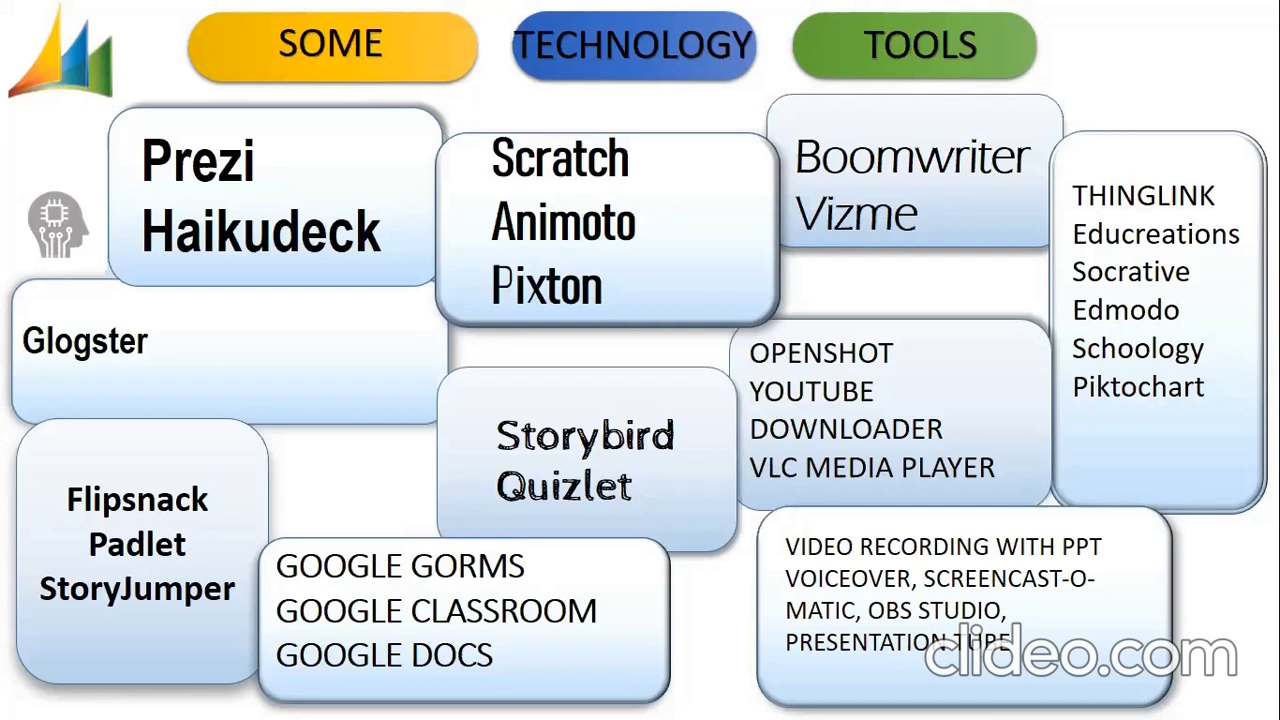 SOME
TECHNOLOGY
TOOLS
Prezi
Haikudeck
Scratch
Animoto
Pixton
Boomwriter
Vizme
THINGLINK
Educreations
Socrative
Edmodo
Schoology
Piktochart
Glogster
OPENSHOT
YOUTUBE
DOWNLOADER
VLC MEDIA PLAYER
Storybird
Quizlet
Flipsnack
Padlet
StoryJumper
GOOGLE GORMS
GOOGLE CLASSROOM
GOOGLE DOCS
VIDEO RECORDING WITH PPT
VOICEOVER, SCREENCAST-O-
MATIC, OBS STUDIO,
PRESENTATION TUBE
clideo.com